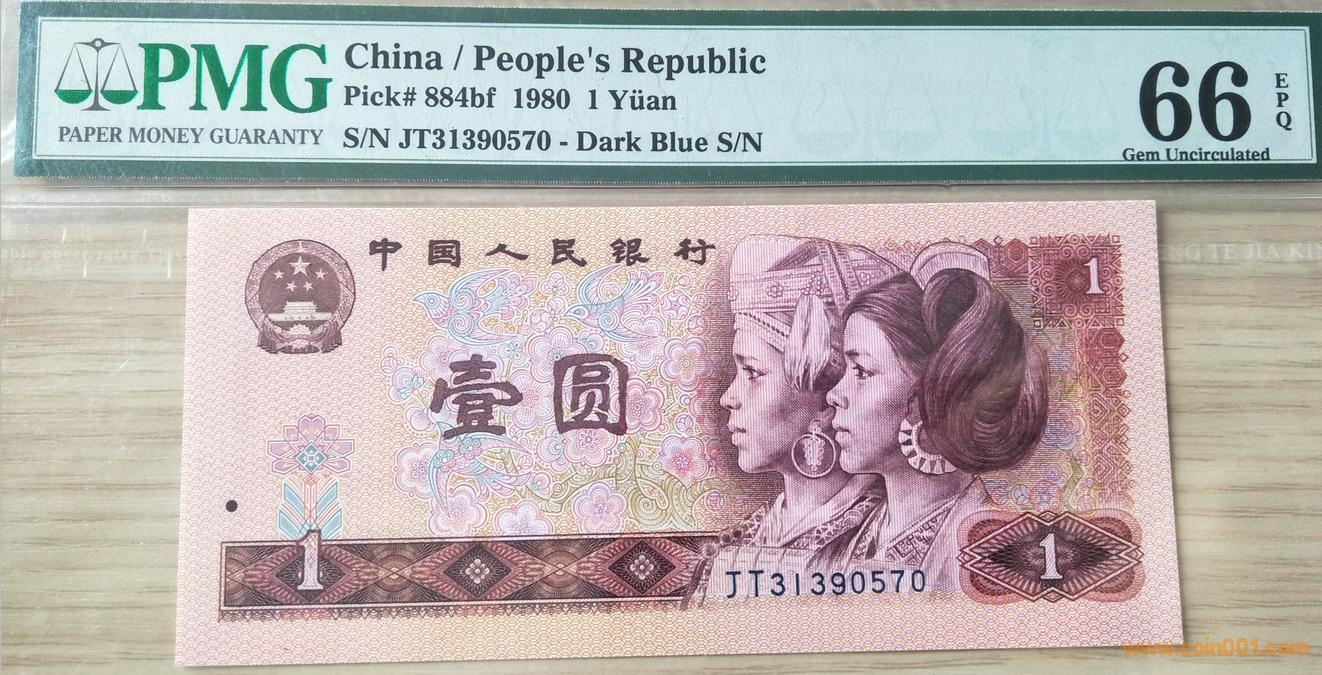 PMG
PAPER MONEY GUARANTY
China / People's Republic
Pick# 884bf 1980 1 Yüan
S/N JT31390570 - Dark Blue S/N
66
EPQ
Gem Uncirculated
中国人民银行
1
壹圆
1
1
JT31390570
www.coin001.com